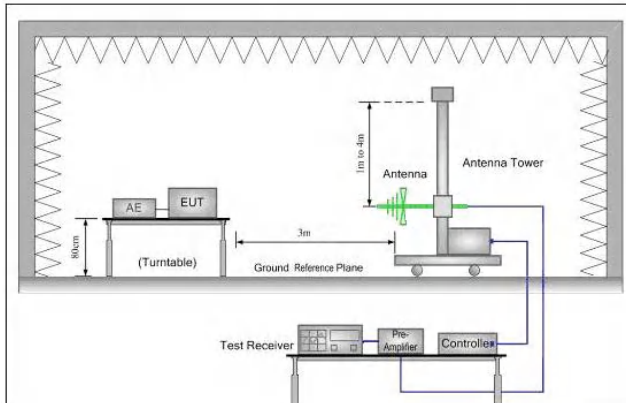 1m to 4m
Antenna
Antenna Tower
AE
EUT
80cm
(Turntable)
3m
Ground Reference Plane
Test Receiver
Pre-
Amplifier
Controller